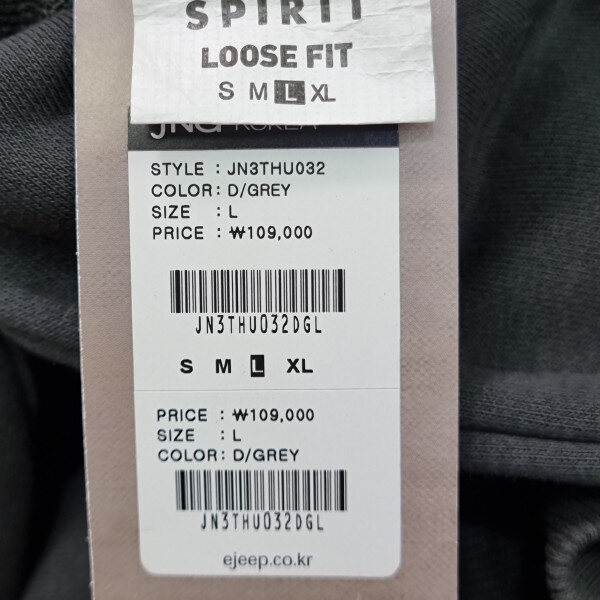 SPIRIT
LOOSE FIT
S M L XL
JNG KOREA
STYLE : JN3THU032
COLOR: D/GREY
SIZE : L
PRICE : ₩109,000
JN3THU032DGL
S M L XL
PRICE : ₩109,000
SIZE : L
COLOR: D/GREY
JN3THU032DGL
ejeep.co.kr